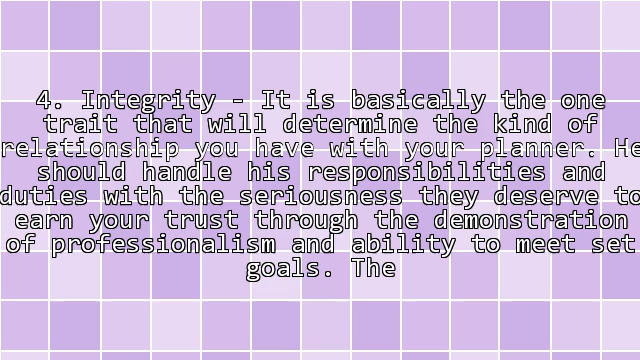 4. Integrity - It is basically the one
trait that will determine the kind of
relationship you have with your planner. He
should handle his responsibilities and
duties with the seriousness they deserve to
earn your trust through the demonstration
of professionalism and ability to meet set
goals. The